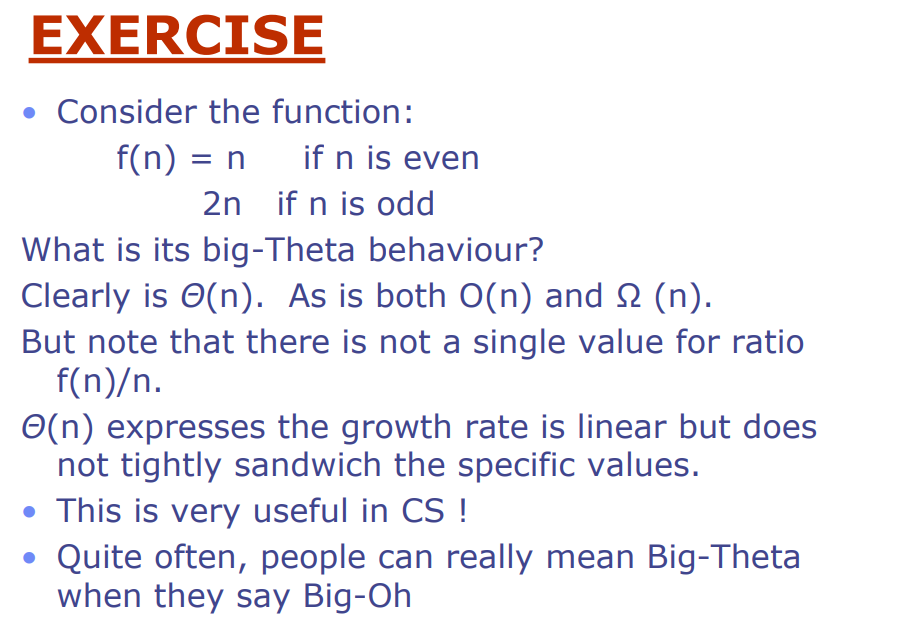 EXERCISE
• Consider the function:
f(n) = n if n is even
2n if n is odd
What is its big-Theta behaviour?
Clearly is Θ(n). As is both O(n) and Ω (n).
But note that there is not a single value for ratio
f(n)/n.
Θ(n) expresses the growth rate is linear but does
not tightly sandwich the specific values.
• This is very useful in CS !
• Quite often, people can really mean Big-Theta
when they say Big-Oh